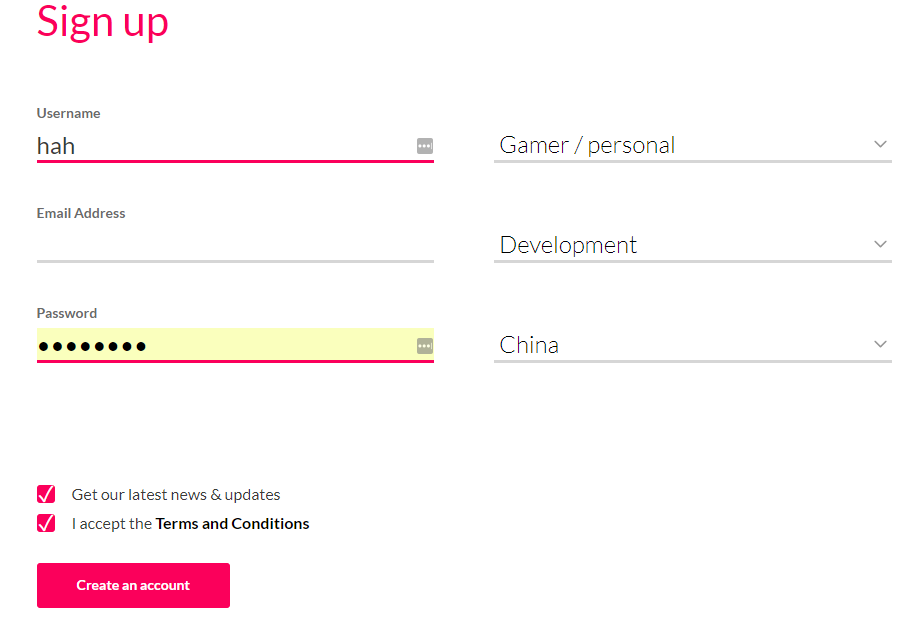 Sign up
Username
hah
Gamer / personal
Email Address
Development
Password
••••••••
China
Get our latest news & updates
I accept the Terms and Conditions
Create an account